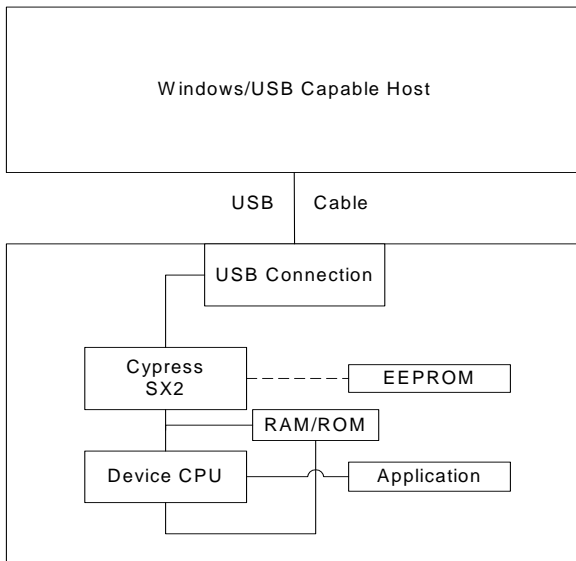 Windows/USB Capable Host
USB Cable
USB Connection
Cypress
SX2
EEPROM
RAM/ROM
Device CPU
Application